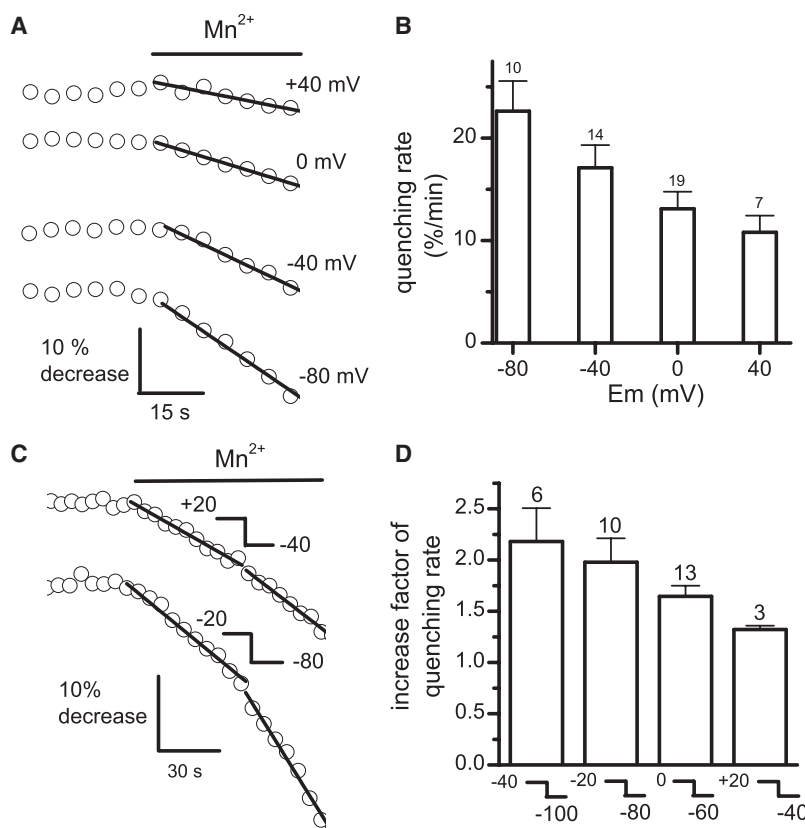 A
Mn2+
+40 mV
0 mV
-40 mV
-80 mV
10 %
decrease
15 s
B
quenching rate
(%/min)
20
10
0
10
14
19
7
-80
-40
0
40
Em (mV)
C
Mn2+
+20
-40
-20
-80
10%
decrease
30 s
D
increase factor of
quenching rate
2.5
2.0
1.5
1.0
0.5
0.0
6
10
13
3
-40
-100
-20
-80
0
-60
+20
-40